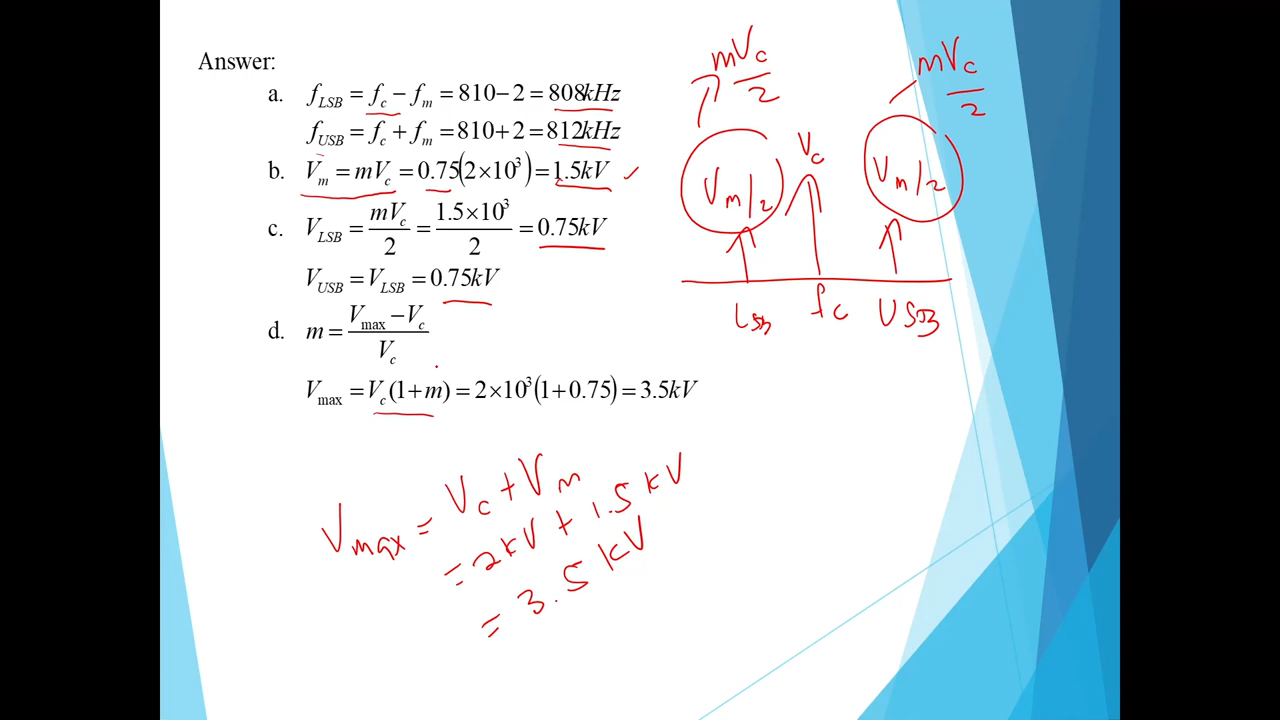 Answer:
a. f_LSB = f_c − f_m = 810 − 2 = 808kHz
f_USB = f_c + f_m = 810 + 2 = 812kHz
b. V_m = mV_c = 0.75(2×10³) = 1.5kV ✓
c. V_LSB = mV_c/2 = 1.5×10³/2 = 0.75kV
V_USB = V_LSB = 0.75kV
d. m = (V_max − V_c)/V_c
V_max = V_c(1+m) = 2×10³(1+0.75) = 3.5kV
V_max = V_c + V_m
= 2kV + 1.5kV
= 3.5kV
mV_c/2 mV_c/2
V_m/2 V_c V_m/2
LSB f_c USB